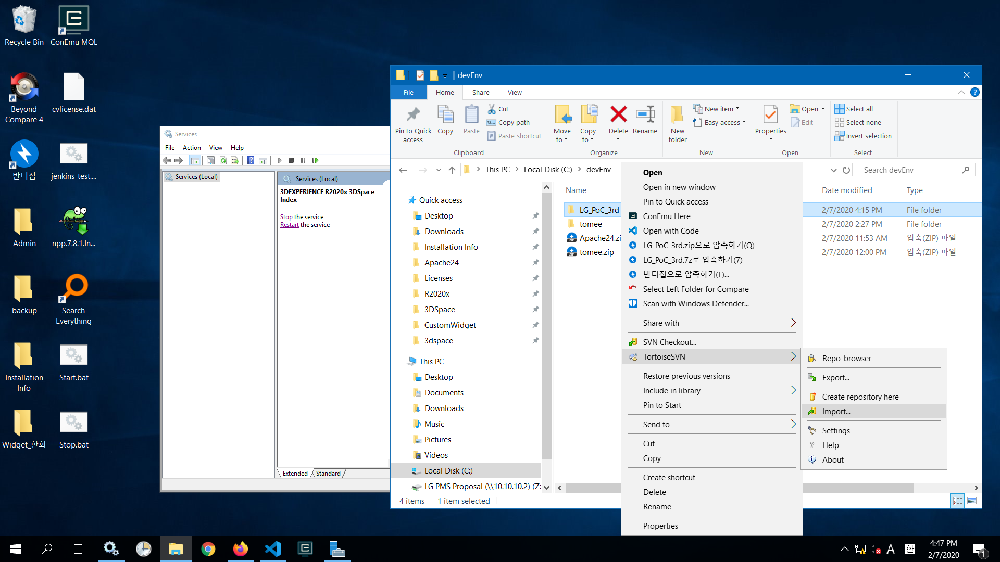 Recycle Bin
ConEmu MQL
Beyond
Compare 4
cvlicense.dat
반디집
jenkins_test....
Admin
npp.7.8.1.In...
backup
Search
Everything
Installation
Info
Start.bat
Widget_한화
Stop.bat
Services
File Action View Help
Services (Local)
Services (Local)
3DEXPERIENCE R2020x 3DSpace
Index
Stop the service
Restart the service
Extended Standard
devEnv
File Home Share View
Pin to Quick
access
Copy
Paste
Cut
Copy path
Paste shortcut
Clipboard
Move
to
Copy
to
Delete
Rename
Organize
New
folder
New item
Easy access
New
Properties
Open
Edit
Open
Select all
Select none
Invert selection
Select
This PC Local Disk (C:) devEnv
Search devEnv
Quick access
Desktop
Downloads
Installation Info
Apache24
Licenses
R2020x
3DSpace
CustomWidget
3dspace
This PC
Desktop
Documents
Downloads
Music
Pictures
Videos
Local Disk (C:)
LG PMS Proposal (\\10.10.10.2) (Z:
Name Date modified Type
LG_PoC_3rd 2/7/2020 4:15 PM File folder
tomee 2/7/2020 2:27 PM File folder
Apache24.zi 2/7/2020 11:53 AM 압축(ZIP) 파일
tomee.zip 2/7/2020 12:00 PM 압축(ZIP) 파일
4 items 1 item selected
Open
Open in new window
Pin to Quick access
ConEmu Here
Open with Code
LG_PoC_3rd.zip으로 압축하기(Q)
LG_PoC_3rd.7z로 압축하기(7)
반디집으로 압축하기(L)...
Select Left Folder for Compare
Scan with Windows Defender...
Share with
SVN Checkout...
TortoiseSVN
Restore previous versions
Include in library
Pin to Start
Send to
Cut
Copy
Create shortcut
Delete
Rename
Properties
Repo-browser
Export...
Create repository here
Import...
Settings
Help
About
A 한
4:47 PM
2/7/2020
1